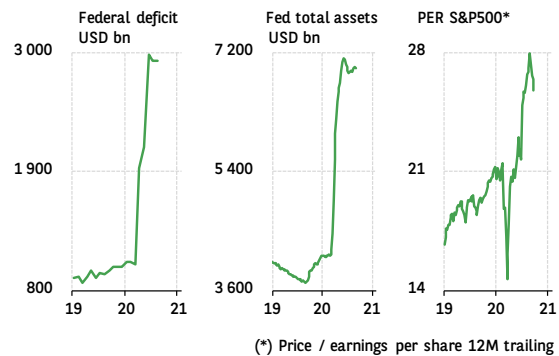 Federal deficit
USD bn
3 000
1 900
800
19 20 21
Fed total assets
USD bn
7 200
5 400
3 600
19 20 21
PER S&P500*
28
21
14
19 20 21
(*) Price / earnings per share 12M trailing